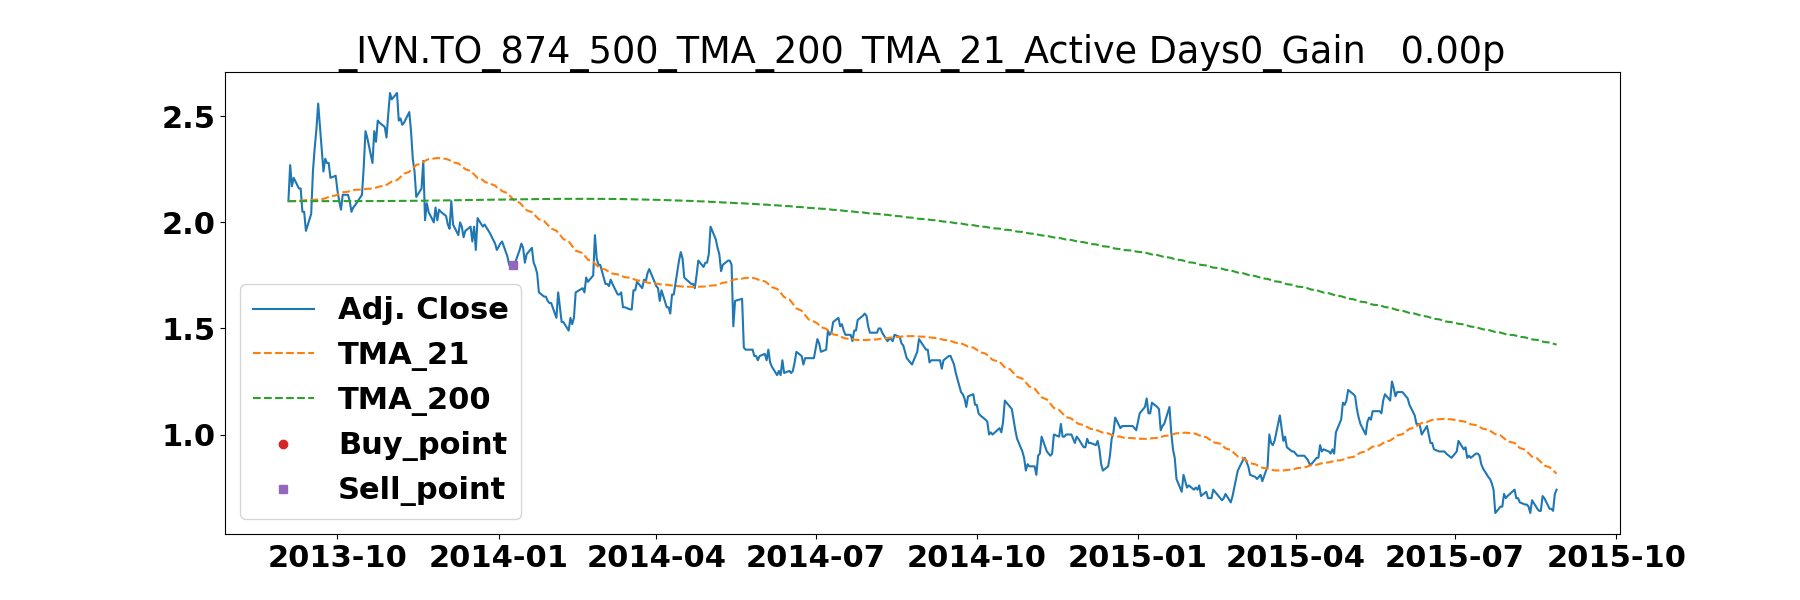 _IVN.TO_874_500_TMA_200_TMA_21_Active Days0_Gain   0.00p
2.5
2.0
1.5
1.0
Adj. Close
TMA_21
TMA_200
Buy_point
Sell_point
2013-10 2014-01 2014-04 2014-07 2014-10 2015-01 2015-04 2015-07 2015-10